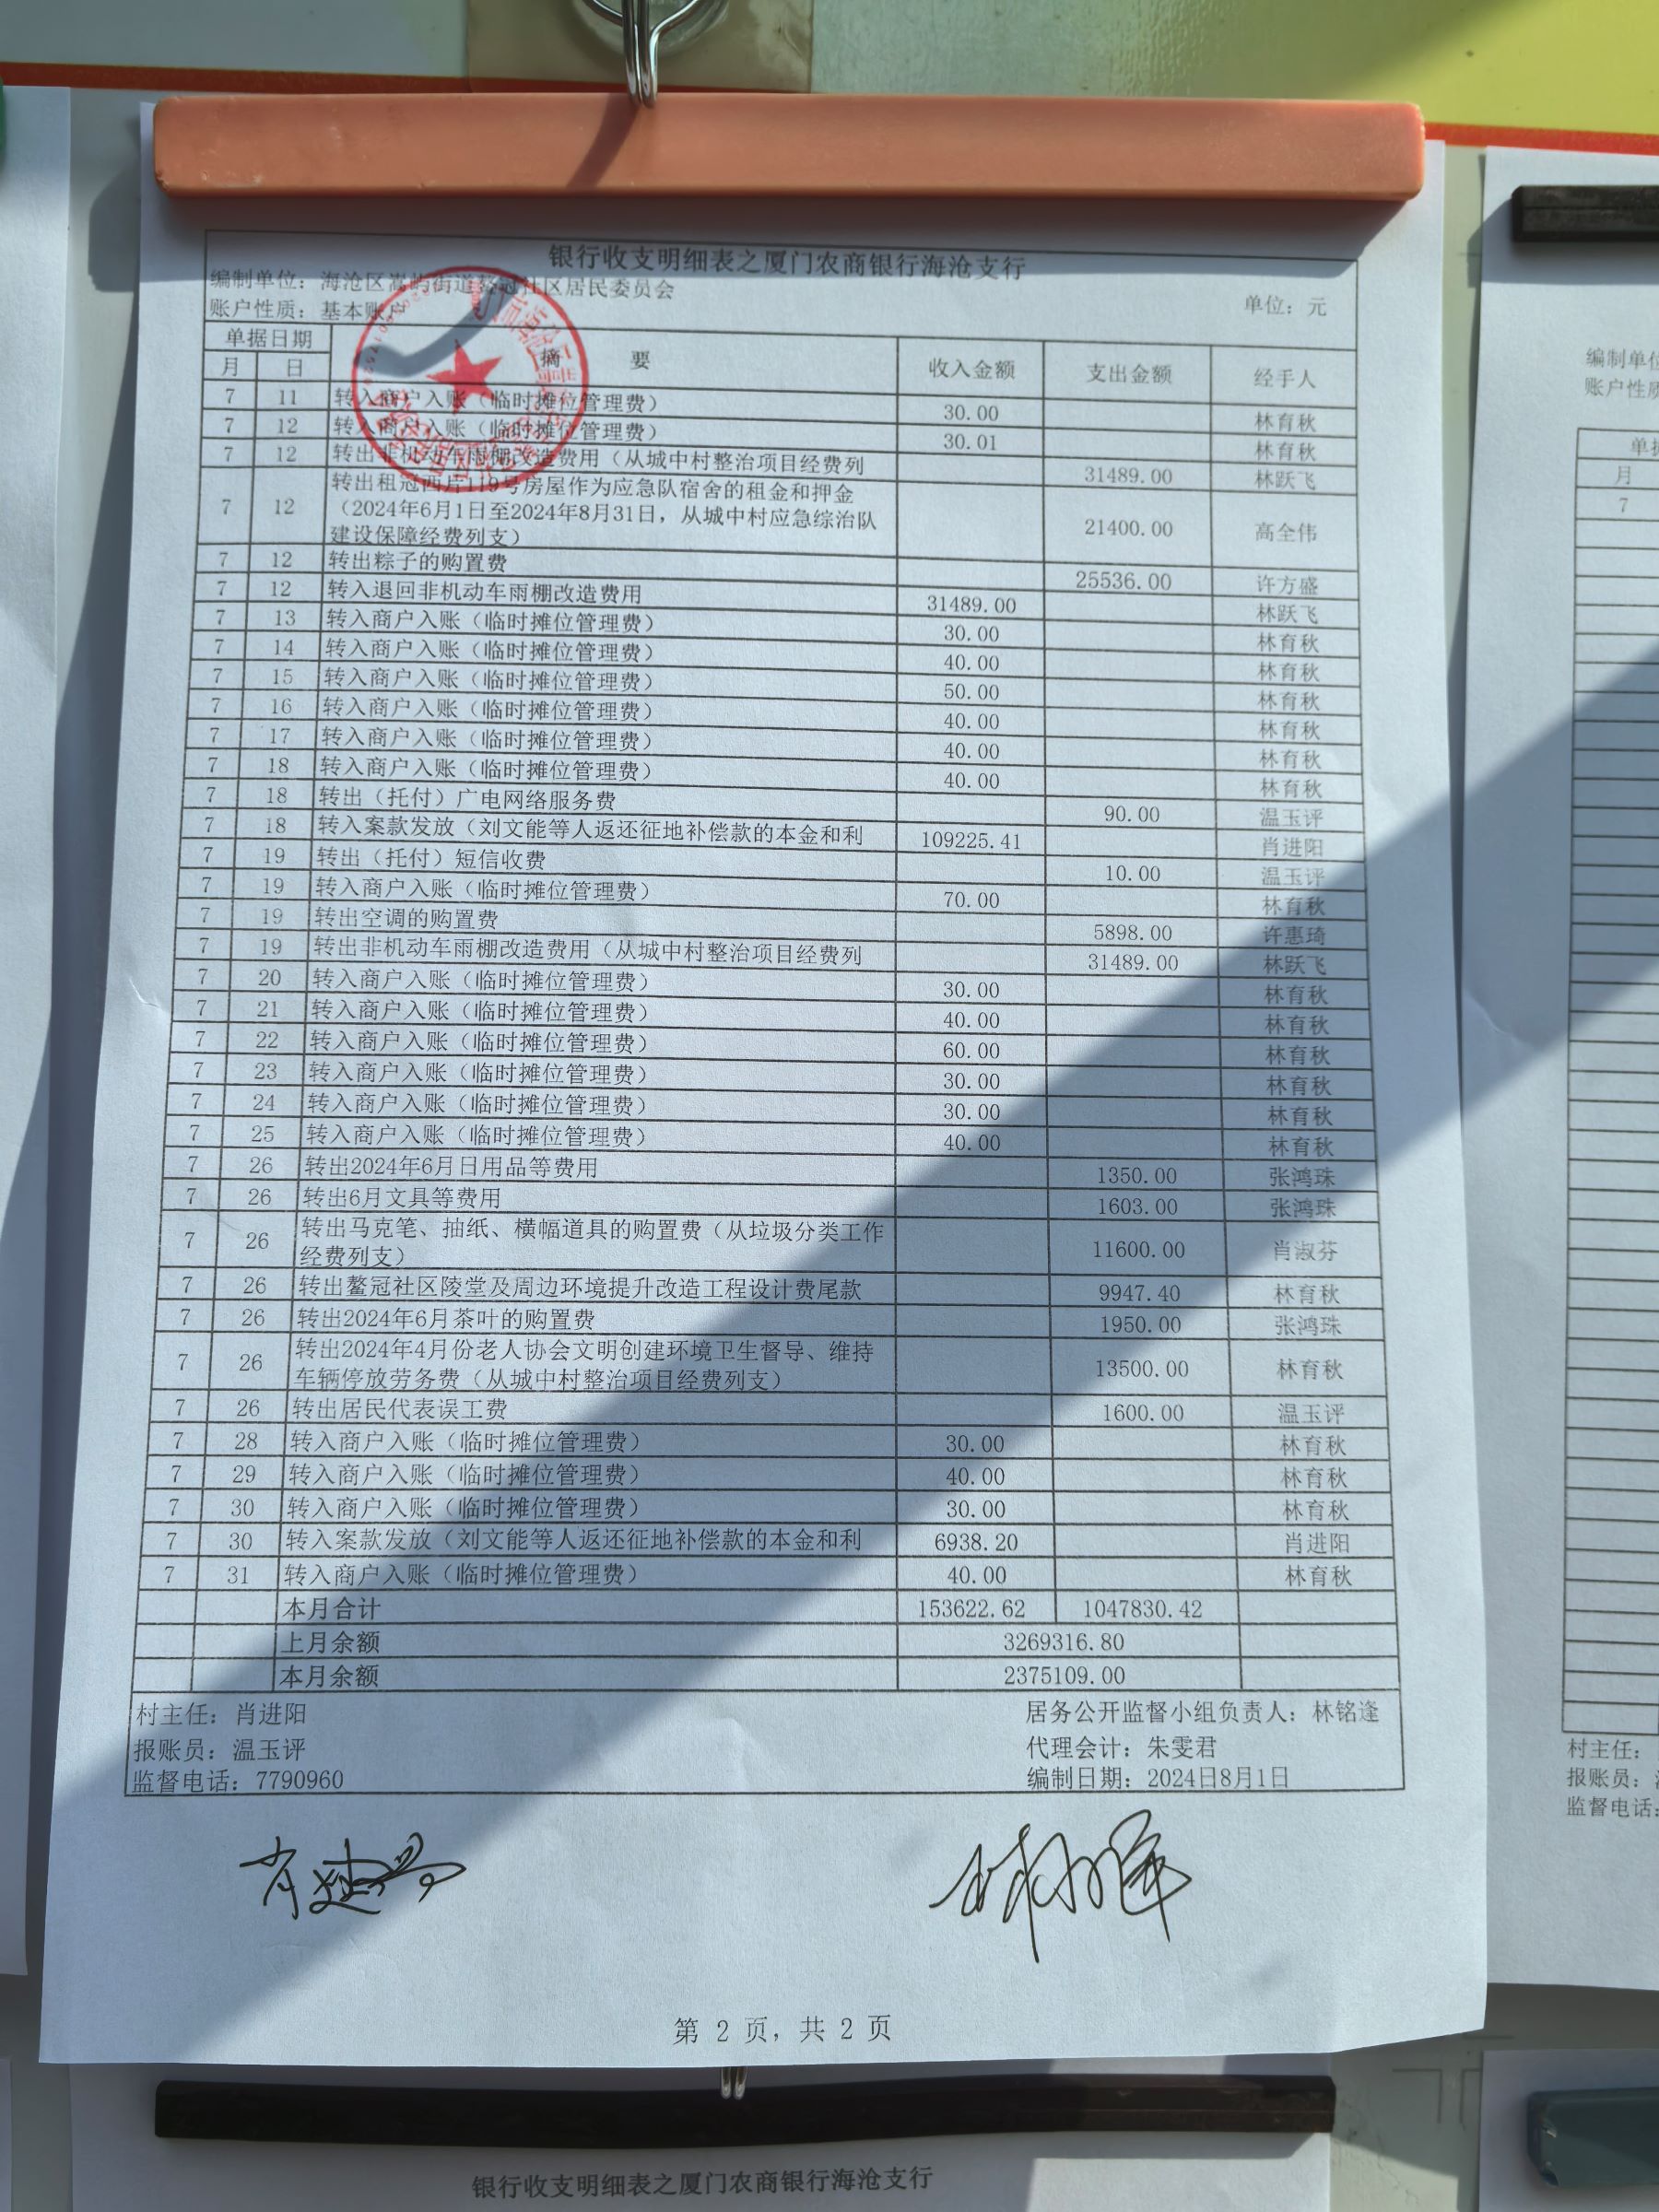 银行收支明细表之厦门农商银行海沧支行
编制单位：海沧区嵩屿街道鳌冠社区居民委员会
账户性质：基本账户 单位：元
单据日期 摘 要 收入金额 支出金额 经手人
月 日
7 11 转入商户入账（临时摊位管理费） 30.00 林育秋
7 12 转入商户入账（临时摊位管理费） 30.01 林育秋
7 12 转出非机动车雨棚改造费用（从城中村整治项目经费列 31489.00 林跃飞
转出租冠西片119号房屋作为应急队宿舍的租金和押金
7 12 （2024年6月1日至2024年8月31日，从城中村应急综治队 21400.00 高全伟
建设保障经费列支）
7 12 转出粽子的购置费 25536.00 许方盛
7 12 转入退回非机动车雨棚改造费用 31489.00 林跃飞
7 13 转入商户入账（临时摊位管理费） 30.00 林育秋
7 14 转入商户入账（临时摊位管理费） 40.00 林育秋
7 15 转入商户入账（临时摊位管理费） 50.00 林育秋
7 16 转入商户入账（临时摊位管理费） 40.00 林育秋
7 17 转入商户入账（临时摊位管理费） 40.00 林育秋
7 18 转入商户入账（临时摊位管理费） 40.00 林育秋
7 18 转出（托付）广电网络服务费 90.00 温玉评
7 18 转入案款发放（刘文能等人返还征地补偿款的本金和利 109225.41 肖进阳
7 19 转出（托付）短信收费 10.00 温玉评
7 19 转入商户入账（临时摊位管理费） 70.00 林育秋
7 19 转出空调的购置费 5898.00 许惠琦
7 19 转出非机动车雨棚改造费用（从城中村整治项目经费列 31489.00 林跃飞
7 20 转入商户入账（临时摊位管理费） 30.00 林育秋
7 21 转入商户入账（临时摊位管理费） 40.00 林育秋
7 22 转入商户入账（临时摊位管理费） 60.00 林育秋
7 23 转入商户入账（临时摊位管理费） 30.00 林育秋
7 24 转入商户入账（临时摊位管理费） 30.00 林育秋
7 25 转入商户入账（临时摊位管理费） 40.00 林育秋
7 26 转出2024年6月日用品等费用 1350.00 张鸿珠
7 26 转出6月文具等费用 1603.00 张鸿珠
7 26 转出马克笔、抽纸、横幅道具的购置费（从垃圾分类工作 11600.00 肖淑芬
经费列支）
7 26 转出鳌冠社区陵堂及周边环境提升改造工程设计费尾款 9947.40 林育秋
7 26 转出2024年6月茶叶的购置费 1950.00 张鸿珠
7 26 转出2024年4月份老人协会文明创建环境卫生督导、维持 13500.00 林育秋
车辆停放劳务费（从城中村整治项目经费列支）
7 26 转出居民代表误工费 1600.00 温玉评
7 28 转入商户入账（临时摊位管理费） 30.00 林育秋
7 29 转入商户入账（临时摊位管理费） 40.00 林育秋
7 30 转入商户入账（临时摊位管理费） 30.00 林育秋
7 30 转入案款发放（刘文能等人返还征地补偿款的本金和利 6938.20 肖进阳
7 31 转入商户入账（临时摊位管理费） 40.00 林育秋
本月合计 153622.62 1047830.42
上月余额 3269316.80
本月余额 2375109.00
村主任：肖进阳 居务公开监督小组负责人：林铭逢
报账员：温玉评 代理会计：朱雯君
监督电话：7790960 编制日期：2024日8月1日
第 2 页，共 2 页
银行收支明细表之厦门农商银行海沧支行
编制单位
账户性质
月
7
村主任：
报账员：
监督电话：